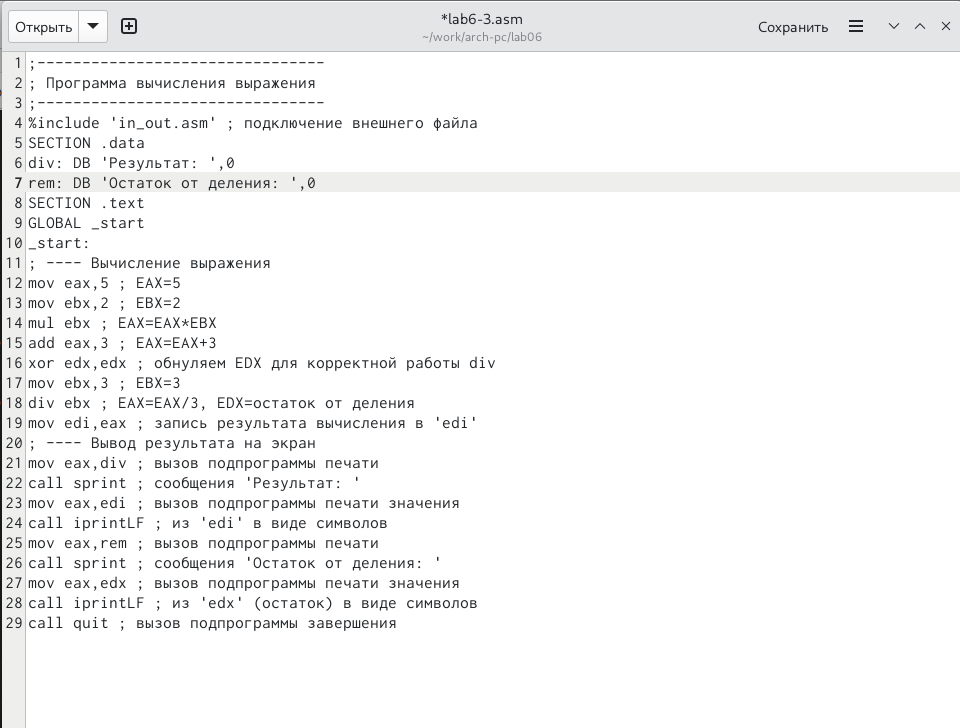 Открыть
*lab6-3.asm
~/work/arch-pc/lab06
Сохранить
1 ;--------------------------------
2 ; Программа вычисления выражения
3 ;--------------------------------
4 %include 'in_out.asm' ; подключение внешнего файла
5 SECTION .data
6 div: DB 'Результат: ',0
7 rem: DB 'Остаток от деления: ',0
8 SECTION .text
9 GLOBAL _start
10 _start:
11 ; ---- Вычисление выражения
12 mov eax,5 ; EAX=5
13 mov ebx,2 ; EBX=2
14 mul ebx ; EAX=EAX*EBX
15 add eax,3 ; EAX=EAX+3
16 xor edx,edx ; обнуляем EDX для корректной работы div
17 mov ebx,3 ; EBX=3
18 div ebx ; EAX=EAX/3, EDX=остаток от деления
19 mov edi,eax ; запись результата вычисления в 'edi'
20 ; ---- Вывод результата на экран
21 mov eax,div ; вызов подпрограммы печати
22 call sprint ; сообщения 'Результат: '
23 mov eax,edi ; вызов подпрограммы печати значения
24 call iprintLF ; из 'edi' в виде символов
25 mov eax,rem ; вызов подпрограммы печати
26 call sprint ; сообщения 'Остаток от деления: '
27 mov eax,edx ; вызов подпрограммы печати значения
28 call iprintLF ; из 'edx' (остаток) в виде символов
29 call quit ; вызов подпрограммы завершения